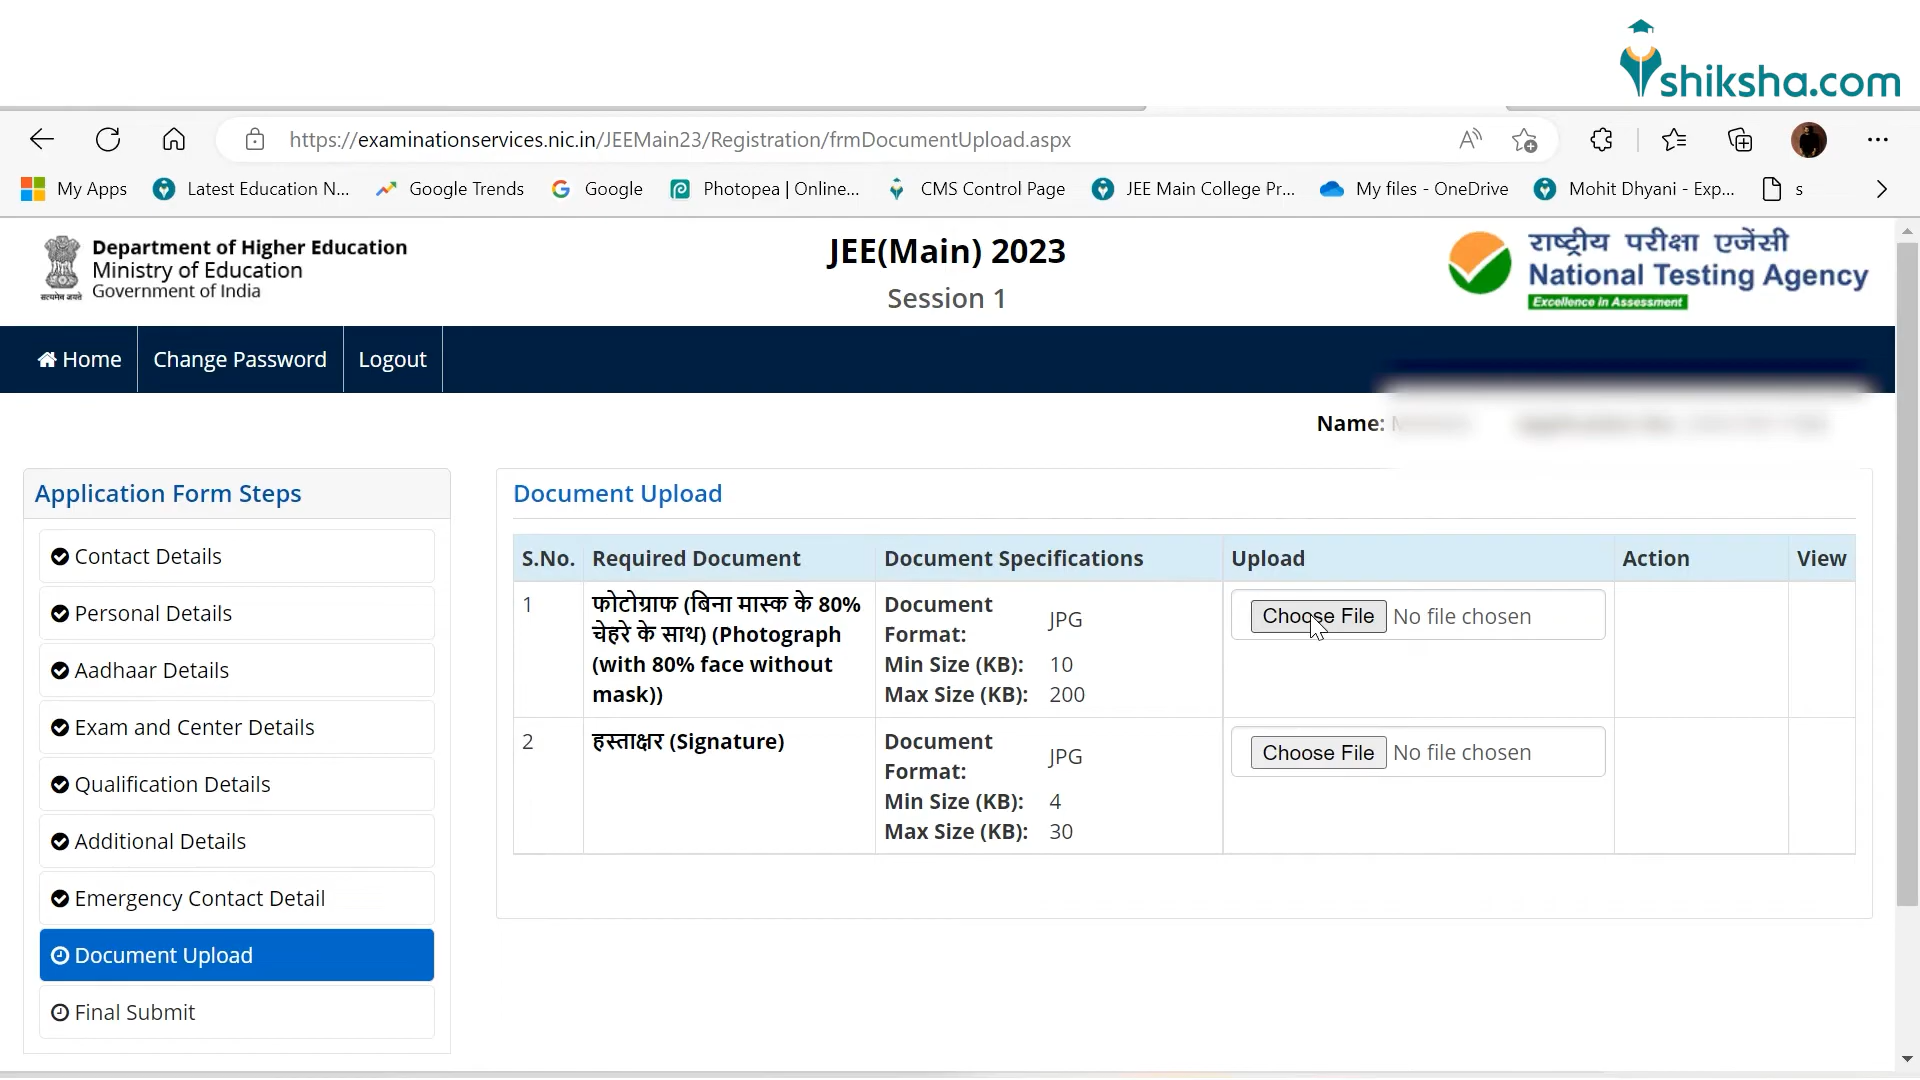 shiksha.com
https://examinationservices.nic.in/JEEMain23/Registration/frmDocumentUpload.aspx
My Apps Latest Education N... Google Trends Google Photopea | Online... CMS Control Page JEE Main College Pr... My files - OneDrive Mohit Dhyani - Exp... s
Department of Higher Education
Ministry of Education
Government of India
सत्यमेव जयते
JEE(Main) 2023
Session 1
राष्ट्रीय परीक्षा एजेंसी
National Testing Agency
Excellence in Assessment
Home Change Password Logout
Name:
Application Form Steps
Contact Details
Personal Details
Aadhaar Details
Exam and Center Details
Qualification Details
Additional Details
Emergency Contact Detail
Document Upload
Final Submit
Document Upload
S.No. Required Document Document Specifications Upload Action View
1 फोटोग्राफ (बिना मास्क के 80%
चेहरे के साथ) (Photograph
(with 80% face without
mask))
Document
Format: JPG
Min Size (KB): 10
Max Size (KB): 200
Choose File No file chosen
2 हस्ताक्षर (Signature)
Document
Format: JPG
Min Size (KB): 4
Max Size (KB): 30
Choose File No file chosen